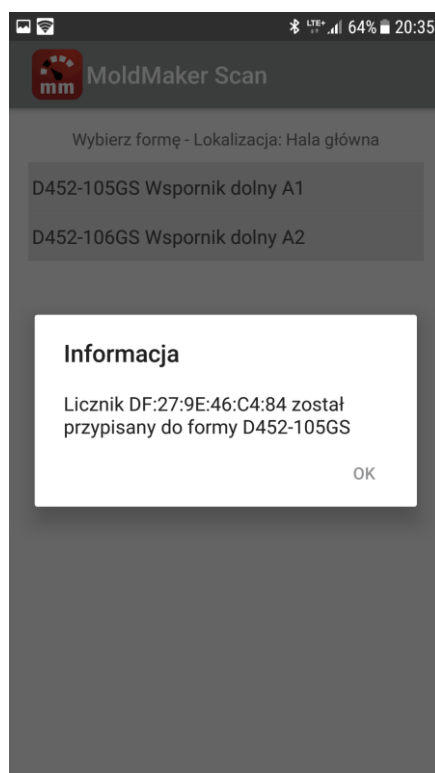 LTE+ 64% 20:35
mm MoldMaker Scan
Wybierz formę - Lokalizacja: Hala główna
D452-105GS Wspornik dolny A1
D452-106GS Wspornik dolny A2
Informacja
Licznik DF:27:9E:46:C4:84 został
przypisany do formy D452-105GS
OK